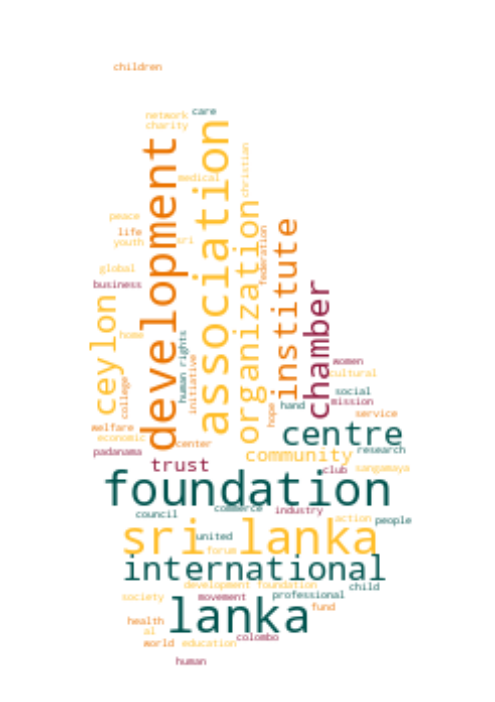 children
network
care
charity
development
association
christian
medical
organization
peace
life
youth
sri
institute
federation
global
business
chamber
ceylon
home
human rights
initiative
women
cultural
college
social
hope
hand
mission
service
welfare
economic
centre
center
padanama
community
research
trust
club
sangamaya
foundation
council
commerce
industry
action
people
sri lanka
united
forum
international
development foundation
child
society
movement
professional
lanka
fund
health
al
colombo
world
education
human